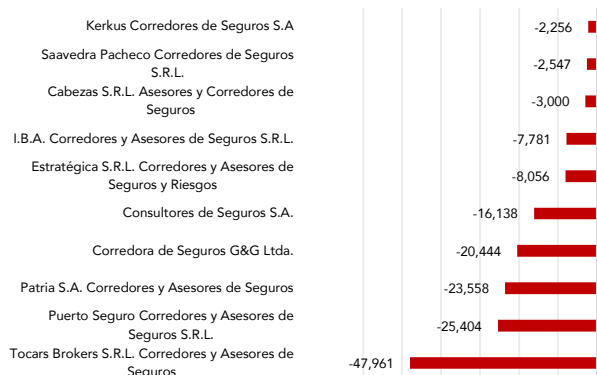 Kerkus Corredores de Seguros S.A
-2,256
Saavedra Pacheco Corredores de Seguros
S.R.L.
-2,547
Cabezas S.R.L. Asesores y Corredores de
Seguros
-3,000
I.B.A. Corredores y Asesores de Seguros S.R.L.
-7,781
Estratégica S.R.L. Corredores y Asesores de
Seguros y Riesgos
-8,056
Consultores de Seguros S.A.
-16,138
Corredora de Seguros G&G Ltda.
-20,444
Patria S.A. Corredores y Asesores de Seguros
-23,558
Puerto Seguro Corredores y Asesores de
Seguros S.R.L.
-25,404
Tocars Brokers S.R.L. Corredores y Asesores de
Seguros
-47,961